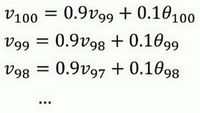 v₁₀₀ = 0.9v₉₉ + 0.1θ₁₀₀
v₉₉ = 0.9v₉₈ + 0.1θ₉₉
v₉₈ = 0.9v₉₇ + 0.1θ₉₈
...